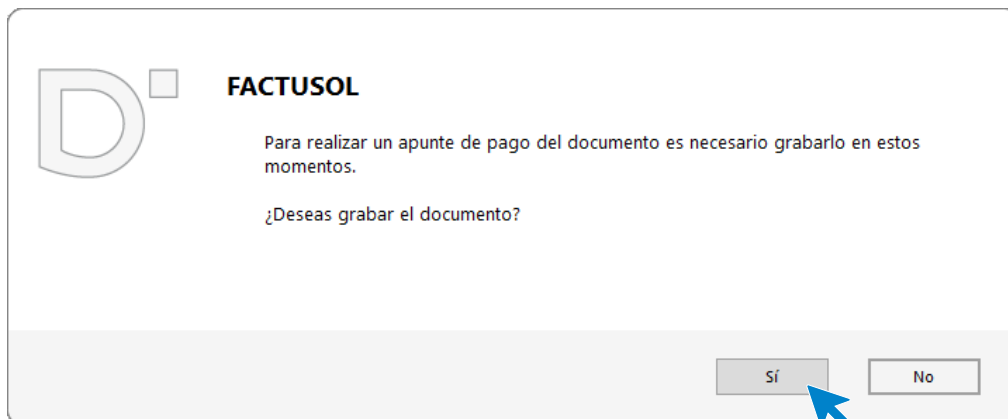 FACTUSOL
Para realizar un apunte de pago del documento es necesario grabarlo en estos
momentos.
¿Deseas grabar el documento?
Sí
No